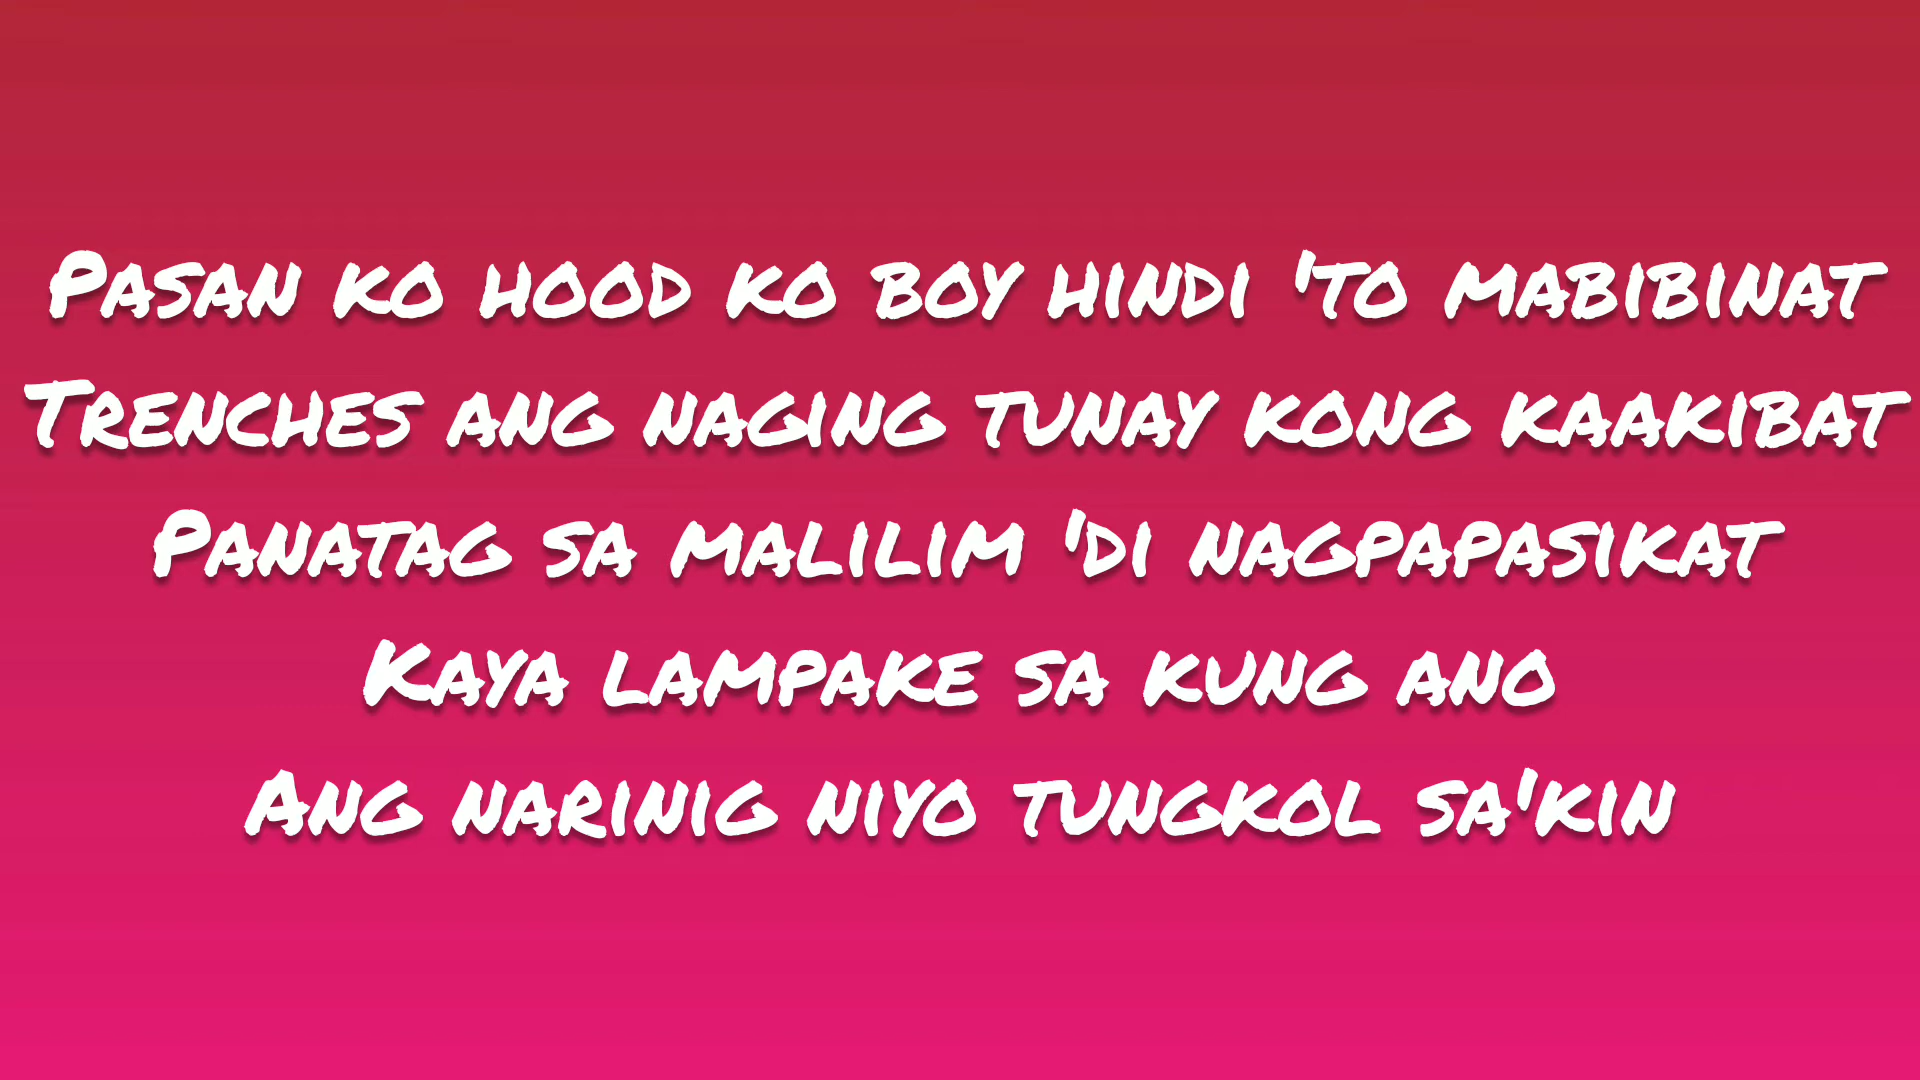 Pasan ko hood ko boy hindi 'to mabibinat
Trenches ang naging tunay kong kaakibat
Panatag sa malilim 'di nagpapasikat
Kaya lampake sa kung ano
Ang narinig niyo tungkol sa'kin